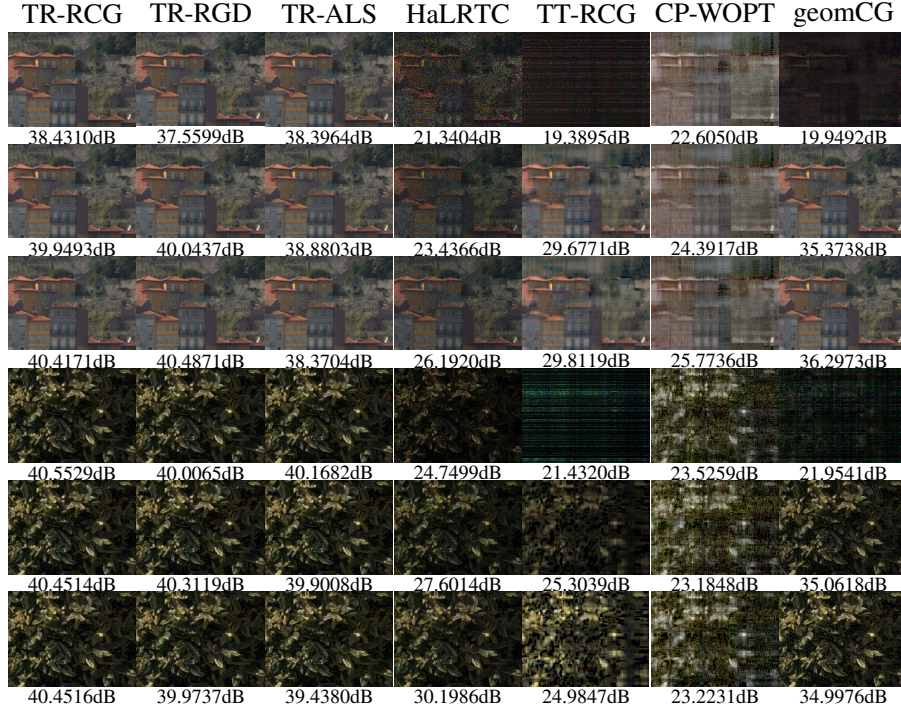 TR-RCG TR-RGD TR-ALS HaLRTC TT-RCG CP-WOPT geomCG
38.4310dB 37.5599dB 38.3964dB 21.3404dB 19.3895dB 22.6050dB 19.9492dB
39.9493dB 40.0437dB 38.8803dB 23.4366dB 29.6771dB 24.3917dB 35.3738dB
40.4171dB 40.4871dB 38.3704dB 26.1920dB 29.8119dB 25.7736dB 36.2973dB
40.5529dB 40.0065dB 40.1682dB 24.7499dB 21.4320dB 23.5259dB 21.9541dB
40.4514dB 40.3119dB 39.9008dB 27.6014dB 25.3039dB 23.1848dB 35.0618dB
40.4516dB 39.9737dB 39.4380dB 30.1986dB 24.9847dB 23.2231dB 34.9976dB